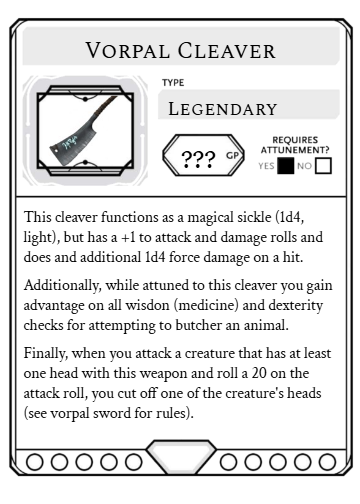 Vorpal Cleaver
TYPE
Legendary
??? GP
REQUIRES
ATTUNEMENT?
YES NO
This cleaver functions as a magical sickle (1d4,
light), but has a +1 to attack and damage rolls and
does and additional 1d4 force damage on a hit.
Additionally, while attuned to this cleaver you gain
advantage on all wisdon (medicine) and dexterity
checks for attempting to butcher an animal.
Finally, when you attack a creature that has at least
one head with this weapon and roll a 20 on the
attack roll, you cut off one of the creature's heads
(see vorpal sword for rules).